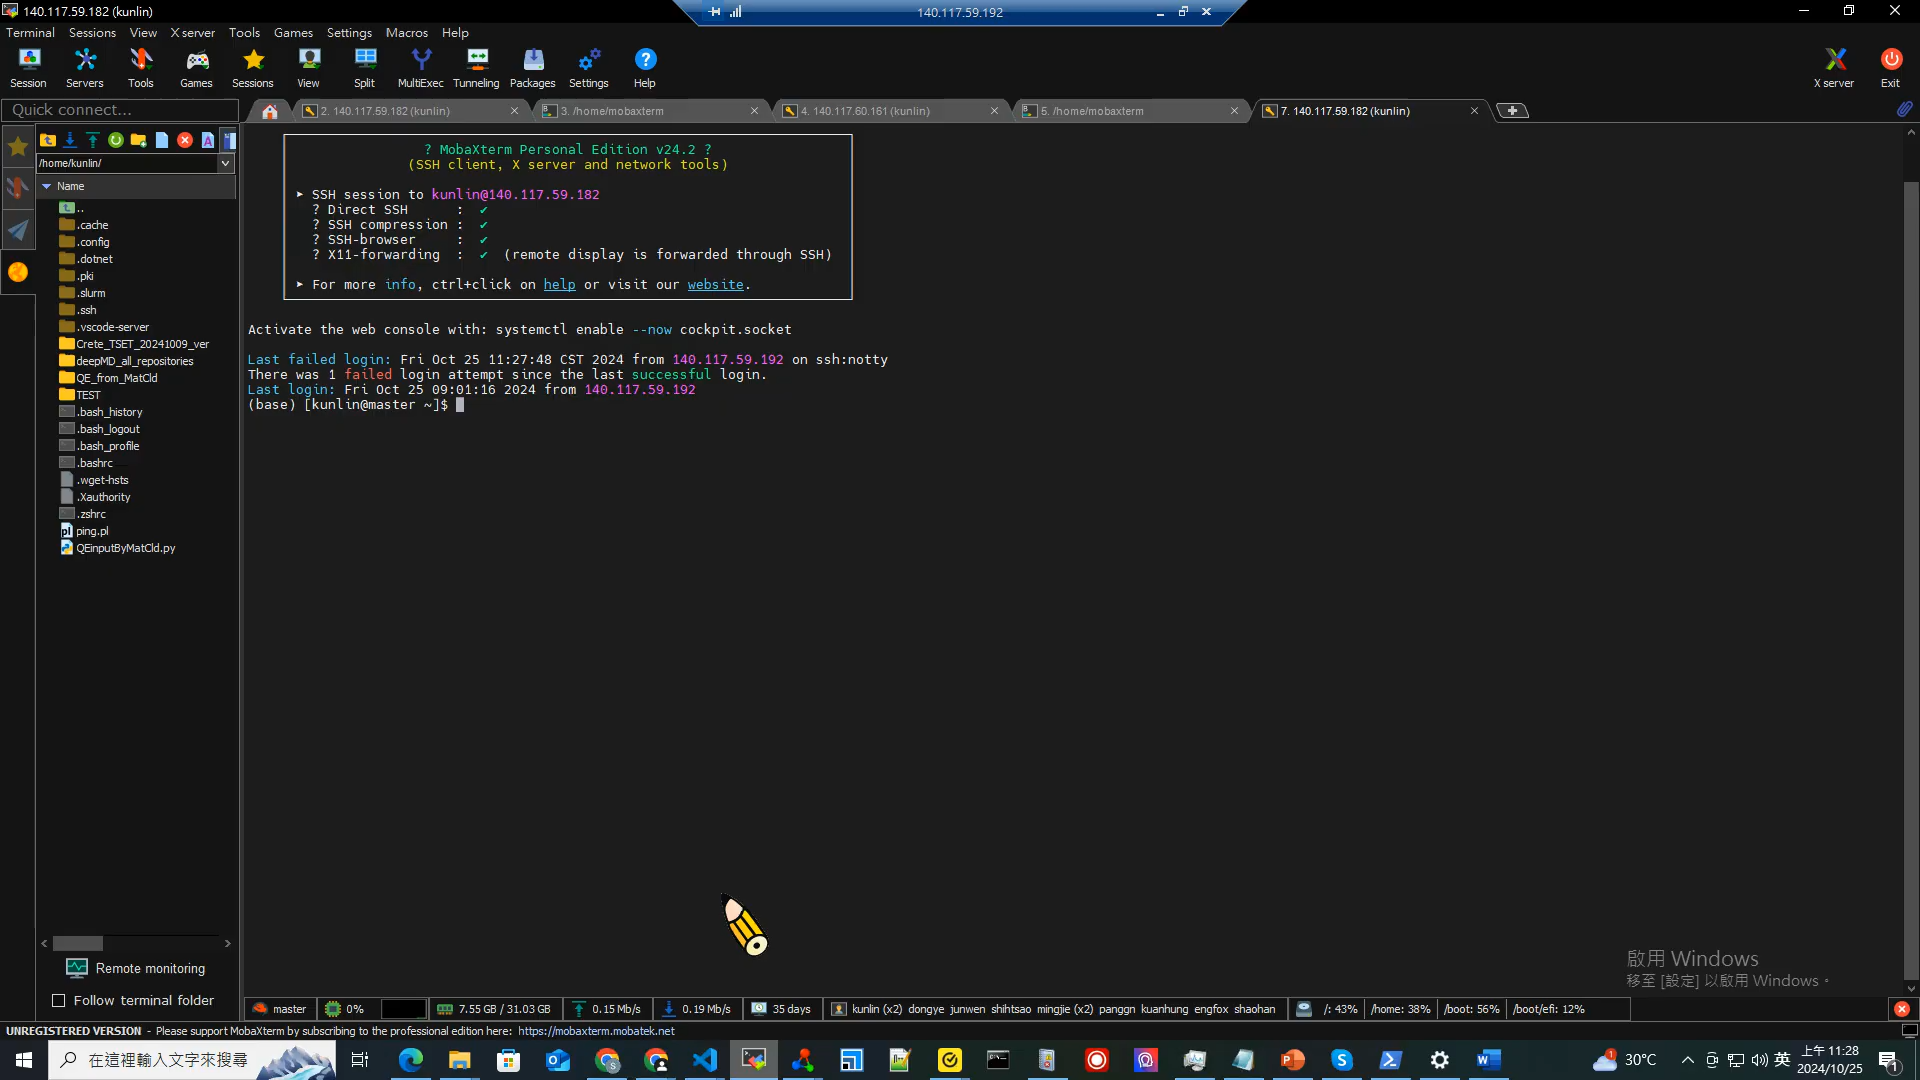 140.117.59.182 (kunlin)
140.117.59.192
Terminal Sessions View X server Tools Games Settings Macros Help
Session Servers Tools Games Sessions View Split MultiExec Tunneling Packages Settings Help X server Exit
Quick connect...
2. 140.117.59.182 (kunlin)
3. /home/mobaxterm
4. 140.117.60.161 (kunlin)
5. /home/mobaxterm
7. 140.117.59.182 (kunlin)
/home/kunlin/
Name
..
.cache
.config
.dotnet
.pki
.slurm
.ssh
.vscode-server
Crete_TSET_20241009_ver
deepMD_all_repositories
QE_from_MatCld
TEST
.bash_history
.bash_logout
.bash_profile
.bashrc
.wget-hsts
.Xauthority
.zshrc
ping.pl
QEinputByMatCld.py
Remote monitoring
Follow terminal folder
? MobaXterm Personal Edition v24.2 ?
(SSH client, X server and network tools)
➤ SSH session to kunlin@140.117.59.182
? Direct SSH : ✔
? SSH compression : ✔
? SSH-browser : ✔
? X11-forwarding : ✔ (remote display is forwarded through SSH)
➤ For more info, ctrl+click on help or visit our website.
Activate the web console with: systemctl enable --now cockpit.socket
Last failed login: Fri Oct 25 11:27:48 CST 2024 from 140.117.59.192 on ssh:notty
There was 1 failed login attempt since the last successful login.
Last login: Fri Oct 25 09:01:16 2024 from 140.117.59.192
(base) [kunlin@master ~]$
啟用 Windows
移至 [設定] 以啟用 Windows。
master 0% 7.55 GB / 31.03 GB 0.15 Mb/s 0.19 Mb/s 35 days kunlin (x2) dongye junwen shihtsao mingjie (x2) panggn kuanhung engfox shaohan /: 43% /home: 38% /boot: 56% /boot/efi: 12%
UNREGISTERED VERSION - Please support MobaXterm by subscribing to the professional edition here: https://mobaxterm.mobatek.net
在這裡輸入文字來搜尋
30°C
英
上午 11:28
2024/10/25